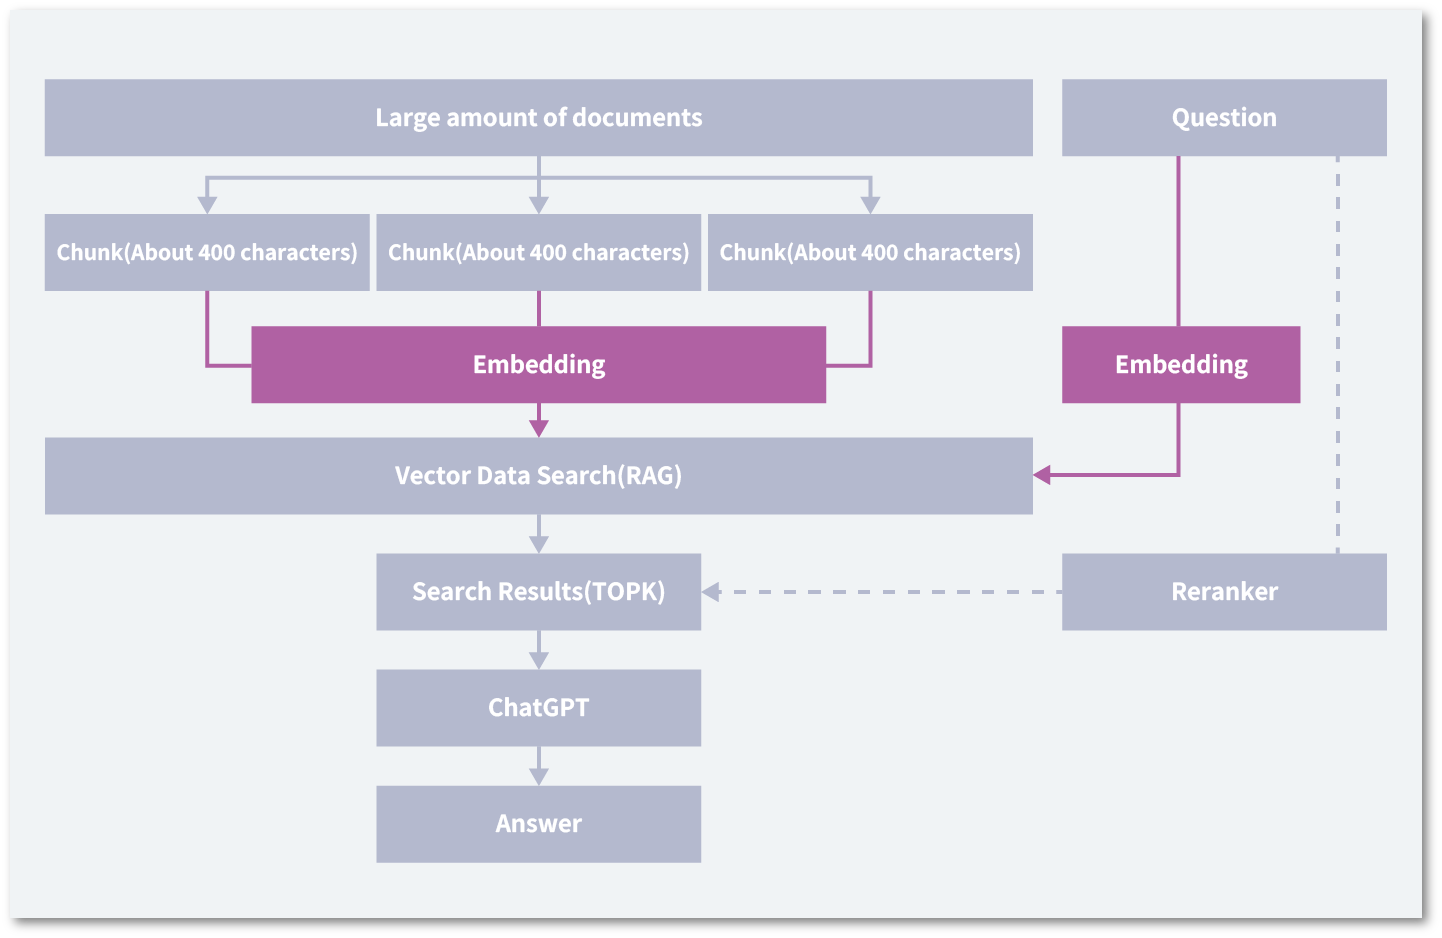 Large amount of documents
Question
Chunk(About 400 characters)
Chunk(About 400 characters)
Chunk(About 400 characters)
Embedding
Embedding
Vector Data Search(RAG)
Search Results(TOPK)
Reranker
ChatGPT
Answer